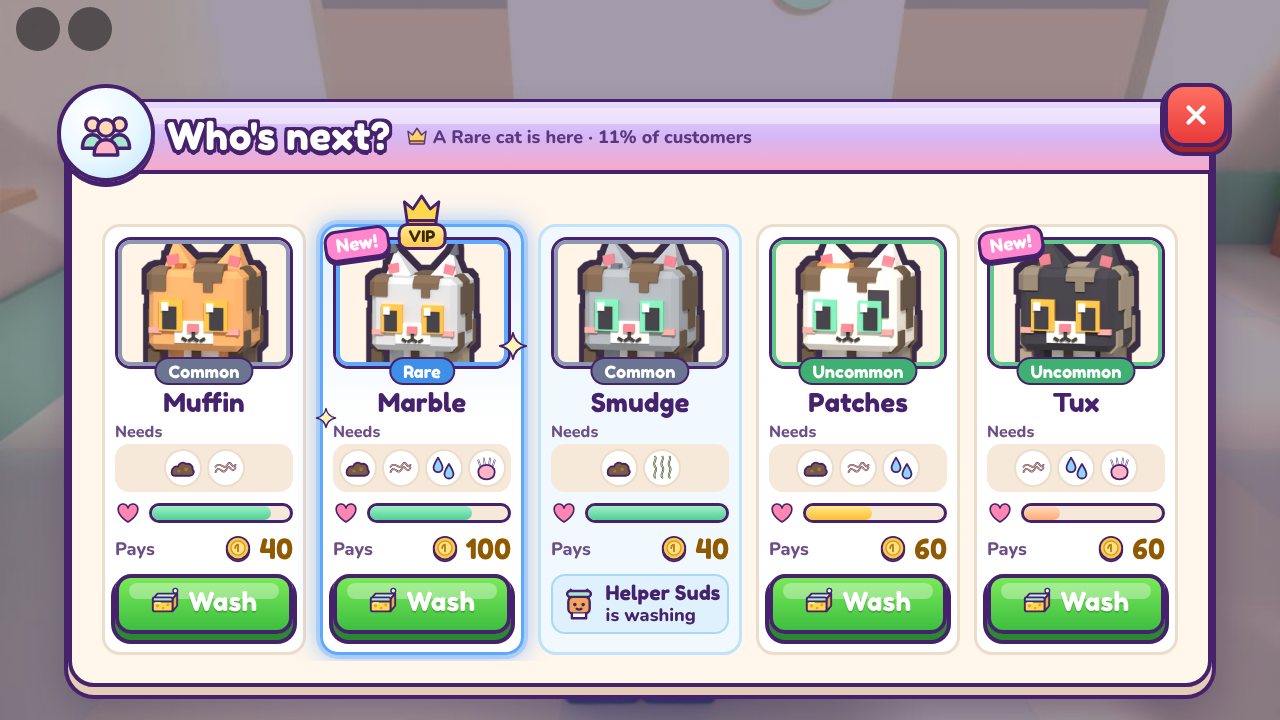 Who's next?
A Rare cat is here · 11% of customers
New!
Common
Muffin
Needs
Pays
40
Wash
VIP
Rare
Marble
Needs
Pays
100
Wash
Common
Smudge
Needs
Pays
40
Helper Suds
is washing
Uncommon
Patches
Needs
Pays
60
Wash
New!
Uncommon
Tux
Needs
Pays
60
Wash